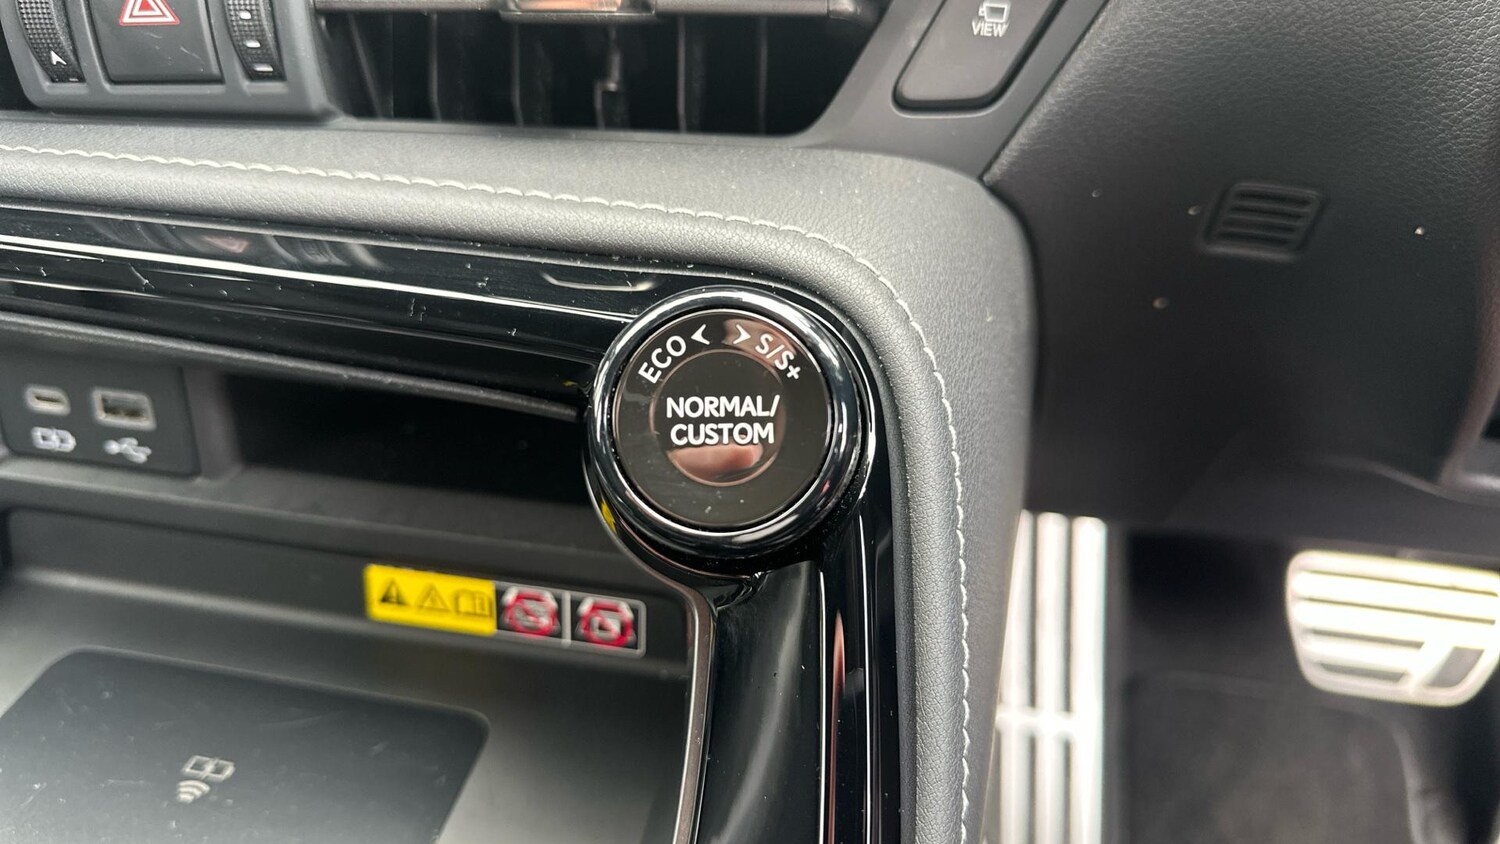 VIEW
ECO
S/S+
NORMAL/
CUSTOM